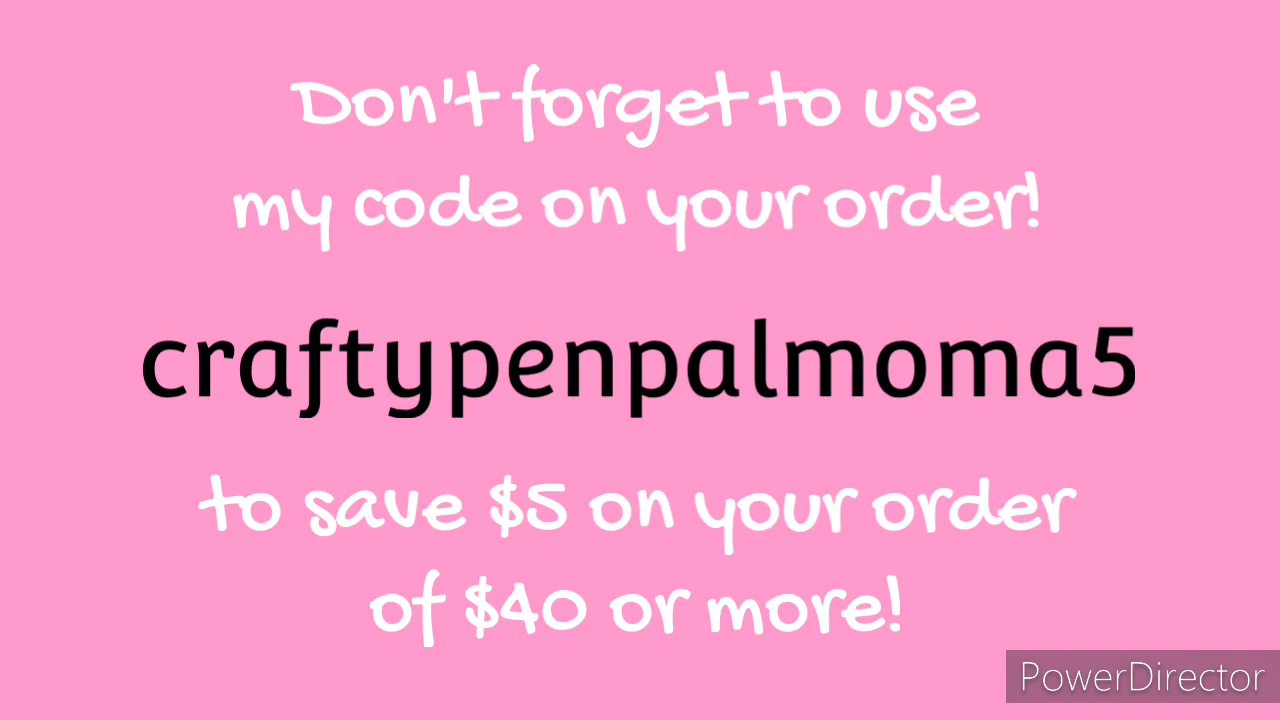 Don't forget to use
my code on your order!
craftypenpalmoma5
to save $5 on your order
of $40 or more!
PowerDirector